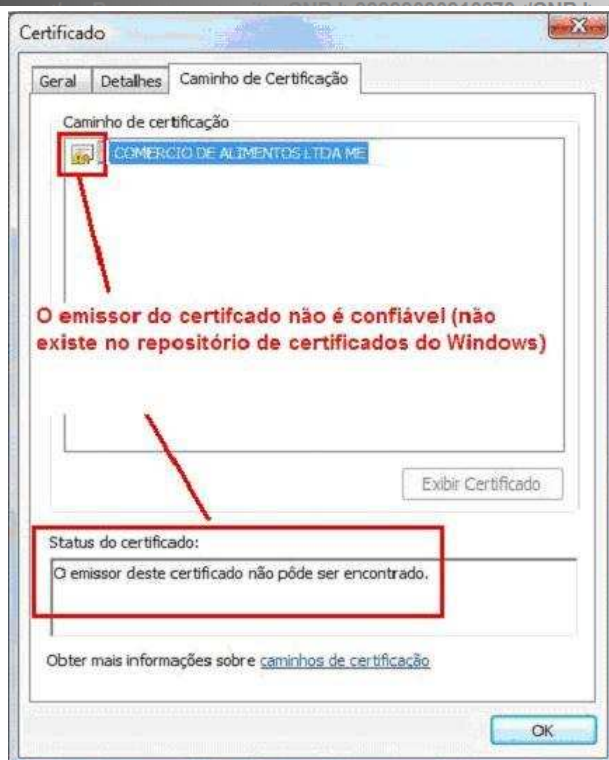 Certificado
Geral
Detalhes
Caminho de Certificação
Caminho de certificação
COMERCIO DE ALIMENTOS LTDA ME
O emissor do certifcado não é confiável (não
existe no repositório de certificados do Windows)
Exibir Certificado
Status do certificado:
O emissor deste certificado não pôde ser encontrado.
Obter mais informações sobre caminhos de certificação
OK